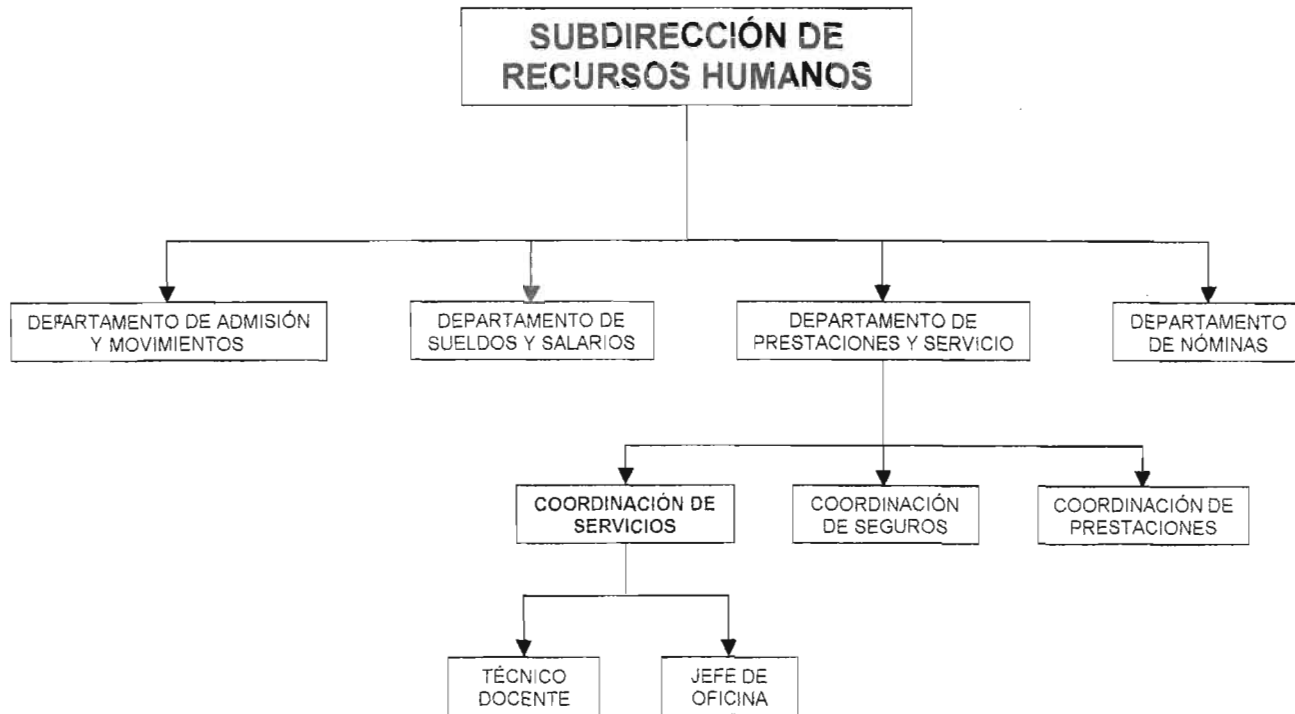 SUBDIRECCIÓN DE
RECURSOS HUMANOS
DEPARTAMENTO DE ADMISIÓN
Y MOVIMIENTOS
DEPARTAMENTO DE
SUELDOS Y SALARIOS
DEPARTAMENTO DE
PRESTACIONES Y SERVICIO
DEPARTAMENTO
DE NÓMINAS
COORDINACIÓN DE
SERVICIOS
COORDINACIÓN
DE SEGUROS
COORDINACIÓN DE
PRESTACIONES
TÉCNICO
DOCENTE
JEFE DE
OFICINA